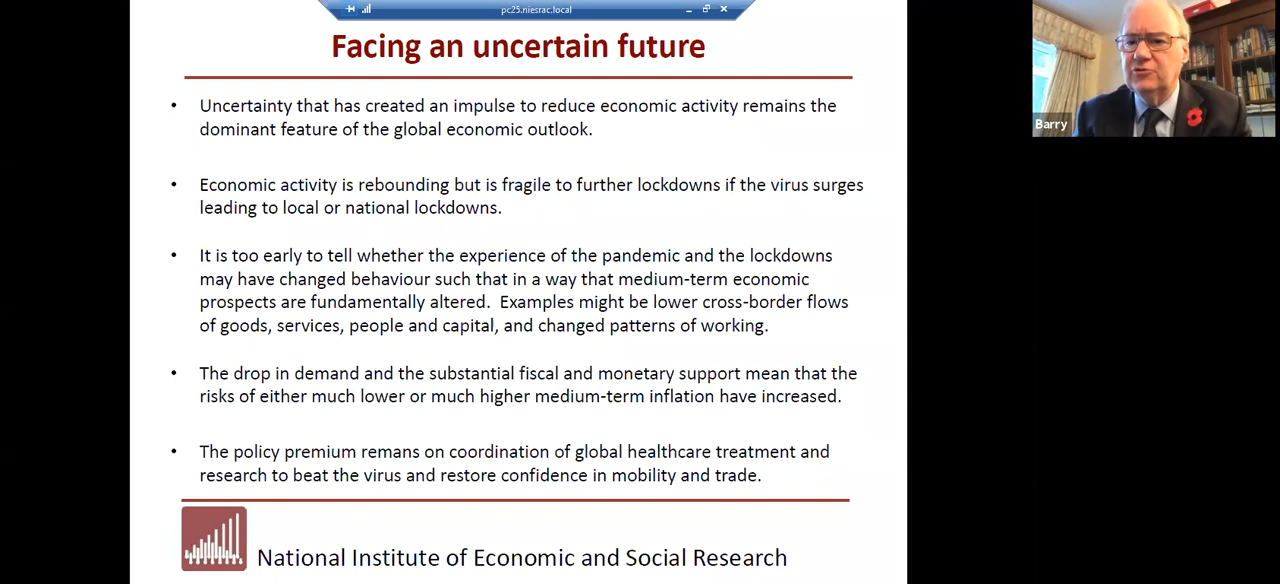 pc25.niesrac.local
Facing an uncertain future
• Uncertainty that has created an impulse to reduce economic activity remains the
dominant feature of the global economic outlook.
• Economic activity is rebounding but is fragile to further lockdowns if the virus surges
leading to local or national lockdowns.
• It is too early to tell whether the experience of the pandemic and the lockdowns
may have changed behaviour such that in a way that medium-term economic
prospects are fundamentally altered.  Examples might be lower cross-border flows
of goods, services, people and capital, and changed patterns of working.
• The drop in demand and the substantial fiscal and monetary support mean that the
risks of either much lower or much higher medium-term inflation have increased.
• The policy premium remans on coordination of global healthcare treatment and
research to beat the virus and restore confidence in mobility and trade.
National Institute of Economic and Social Research
Barry